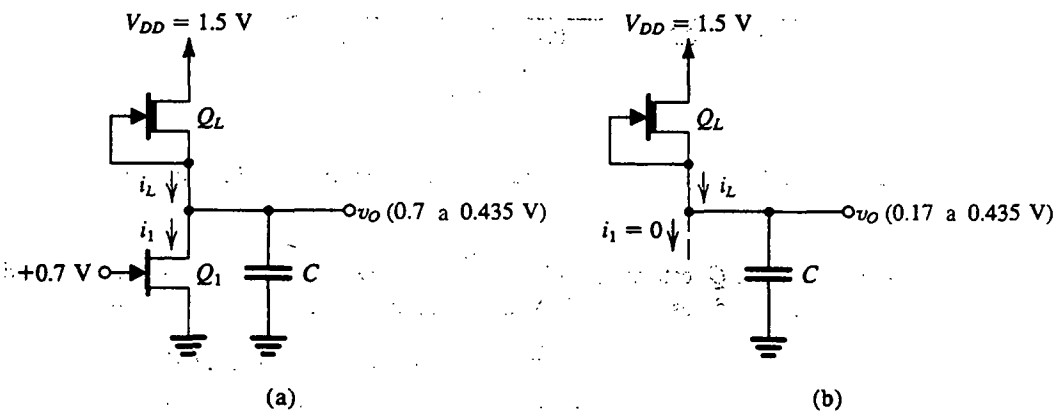 V_DD = 1.5 V
Q_L
i_L
v_O (0.7 a 0.435 V)
i_1
+0.7 V
Q_1
C
(a)
V_DD = 1.5 V
Q_L
i_L
v_O (0.17 a 0.435 V)
i_1 = 0
C
(b)